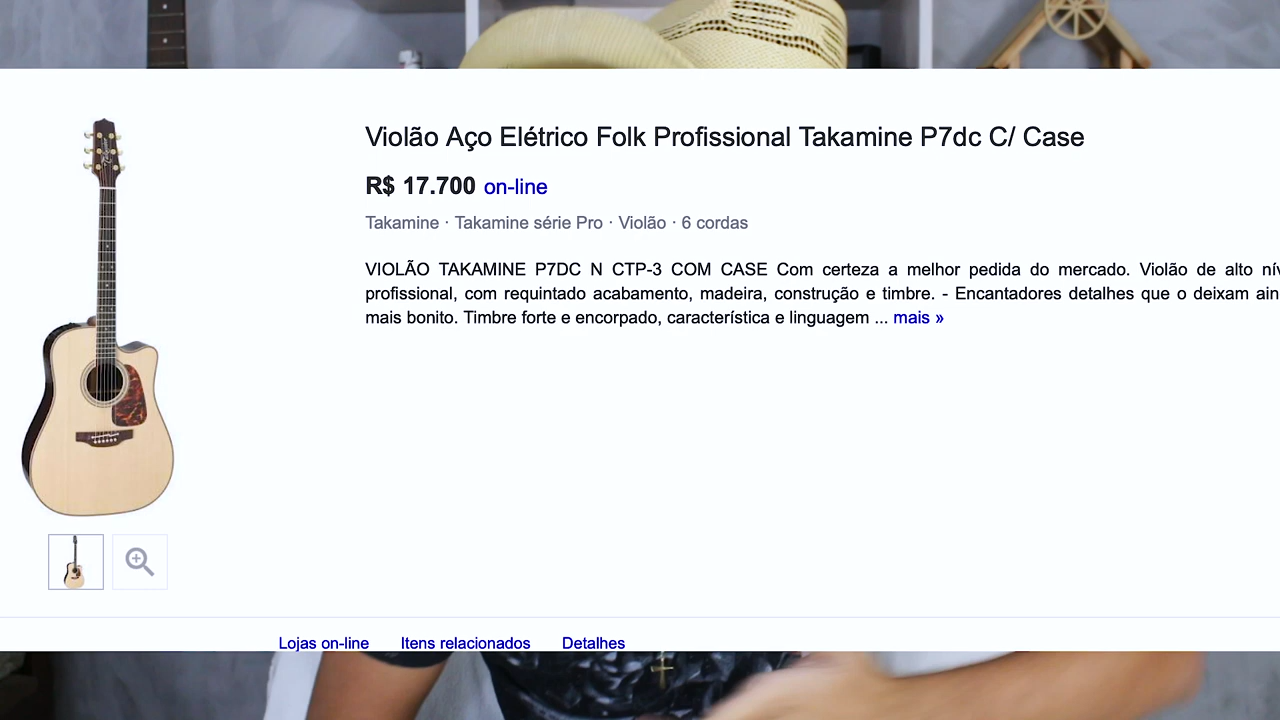 Violão Aço Elétrico Folk Profissional Takamine P7dc C/ Case
R$ 17.700 on-line
Takamine · Takamine série Pro · Violão · 6 cordas
VIOLÃO TAKAMINE P7DC N CTP-3 COM CASE Com certeza a melhor pedida do mercado. Violão de alto
profissional, com requintado acabamento, madeira, construção e timbre. - Encantadores detalhes que o deixam
mais bonito. Timbre forte e encorpado, característica e linguagem ... mais »
Lojas on-line Itens relacionados Detalhes